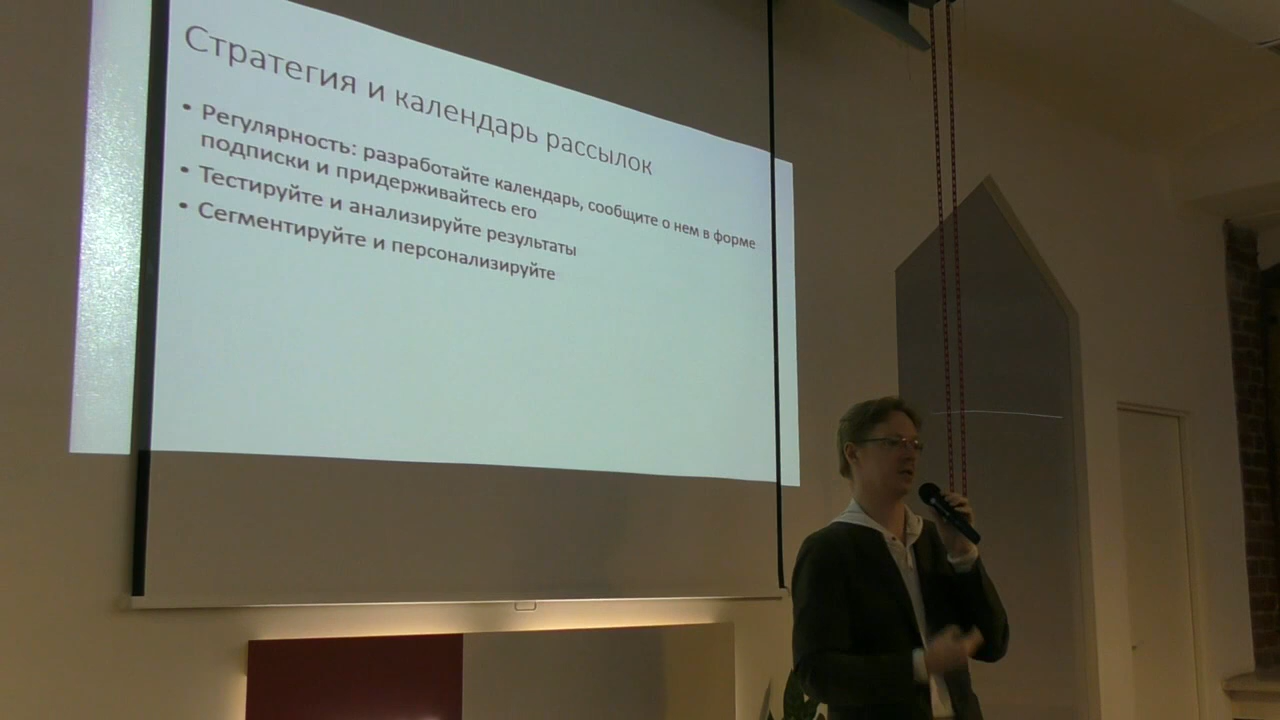 Стратегия и календарь рассылок
• Регулярность: разработайте календарь, сообщите о нем в форме
подписки и придерживайтесь его
• Тестируйте и анализируйте результаты
• Сегментируйте и персонализируйте